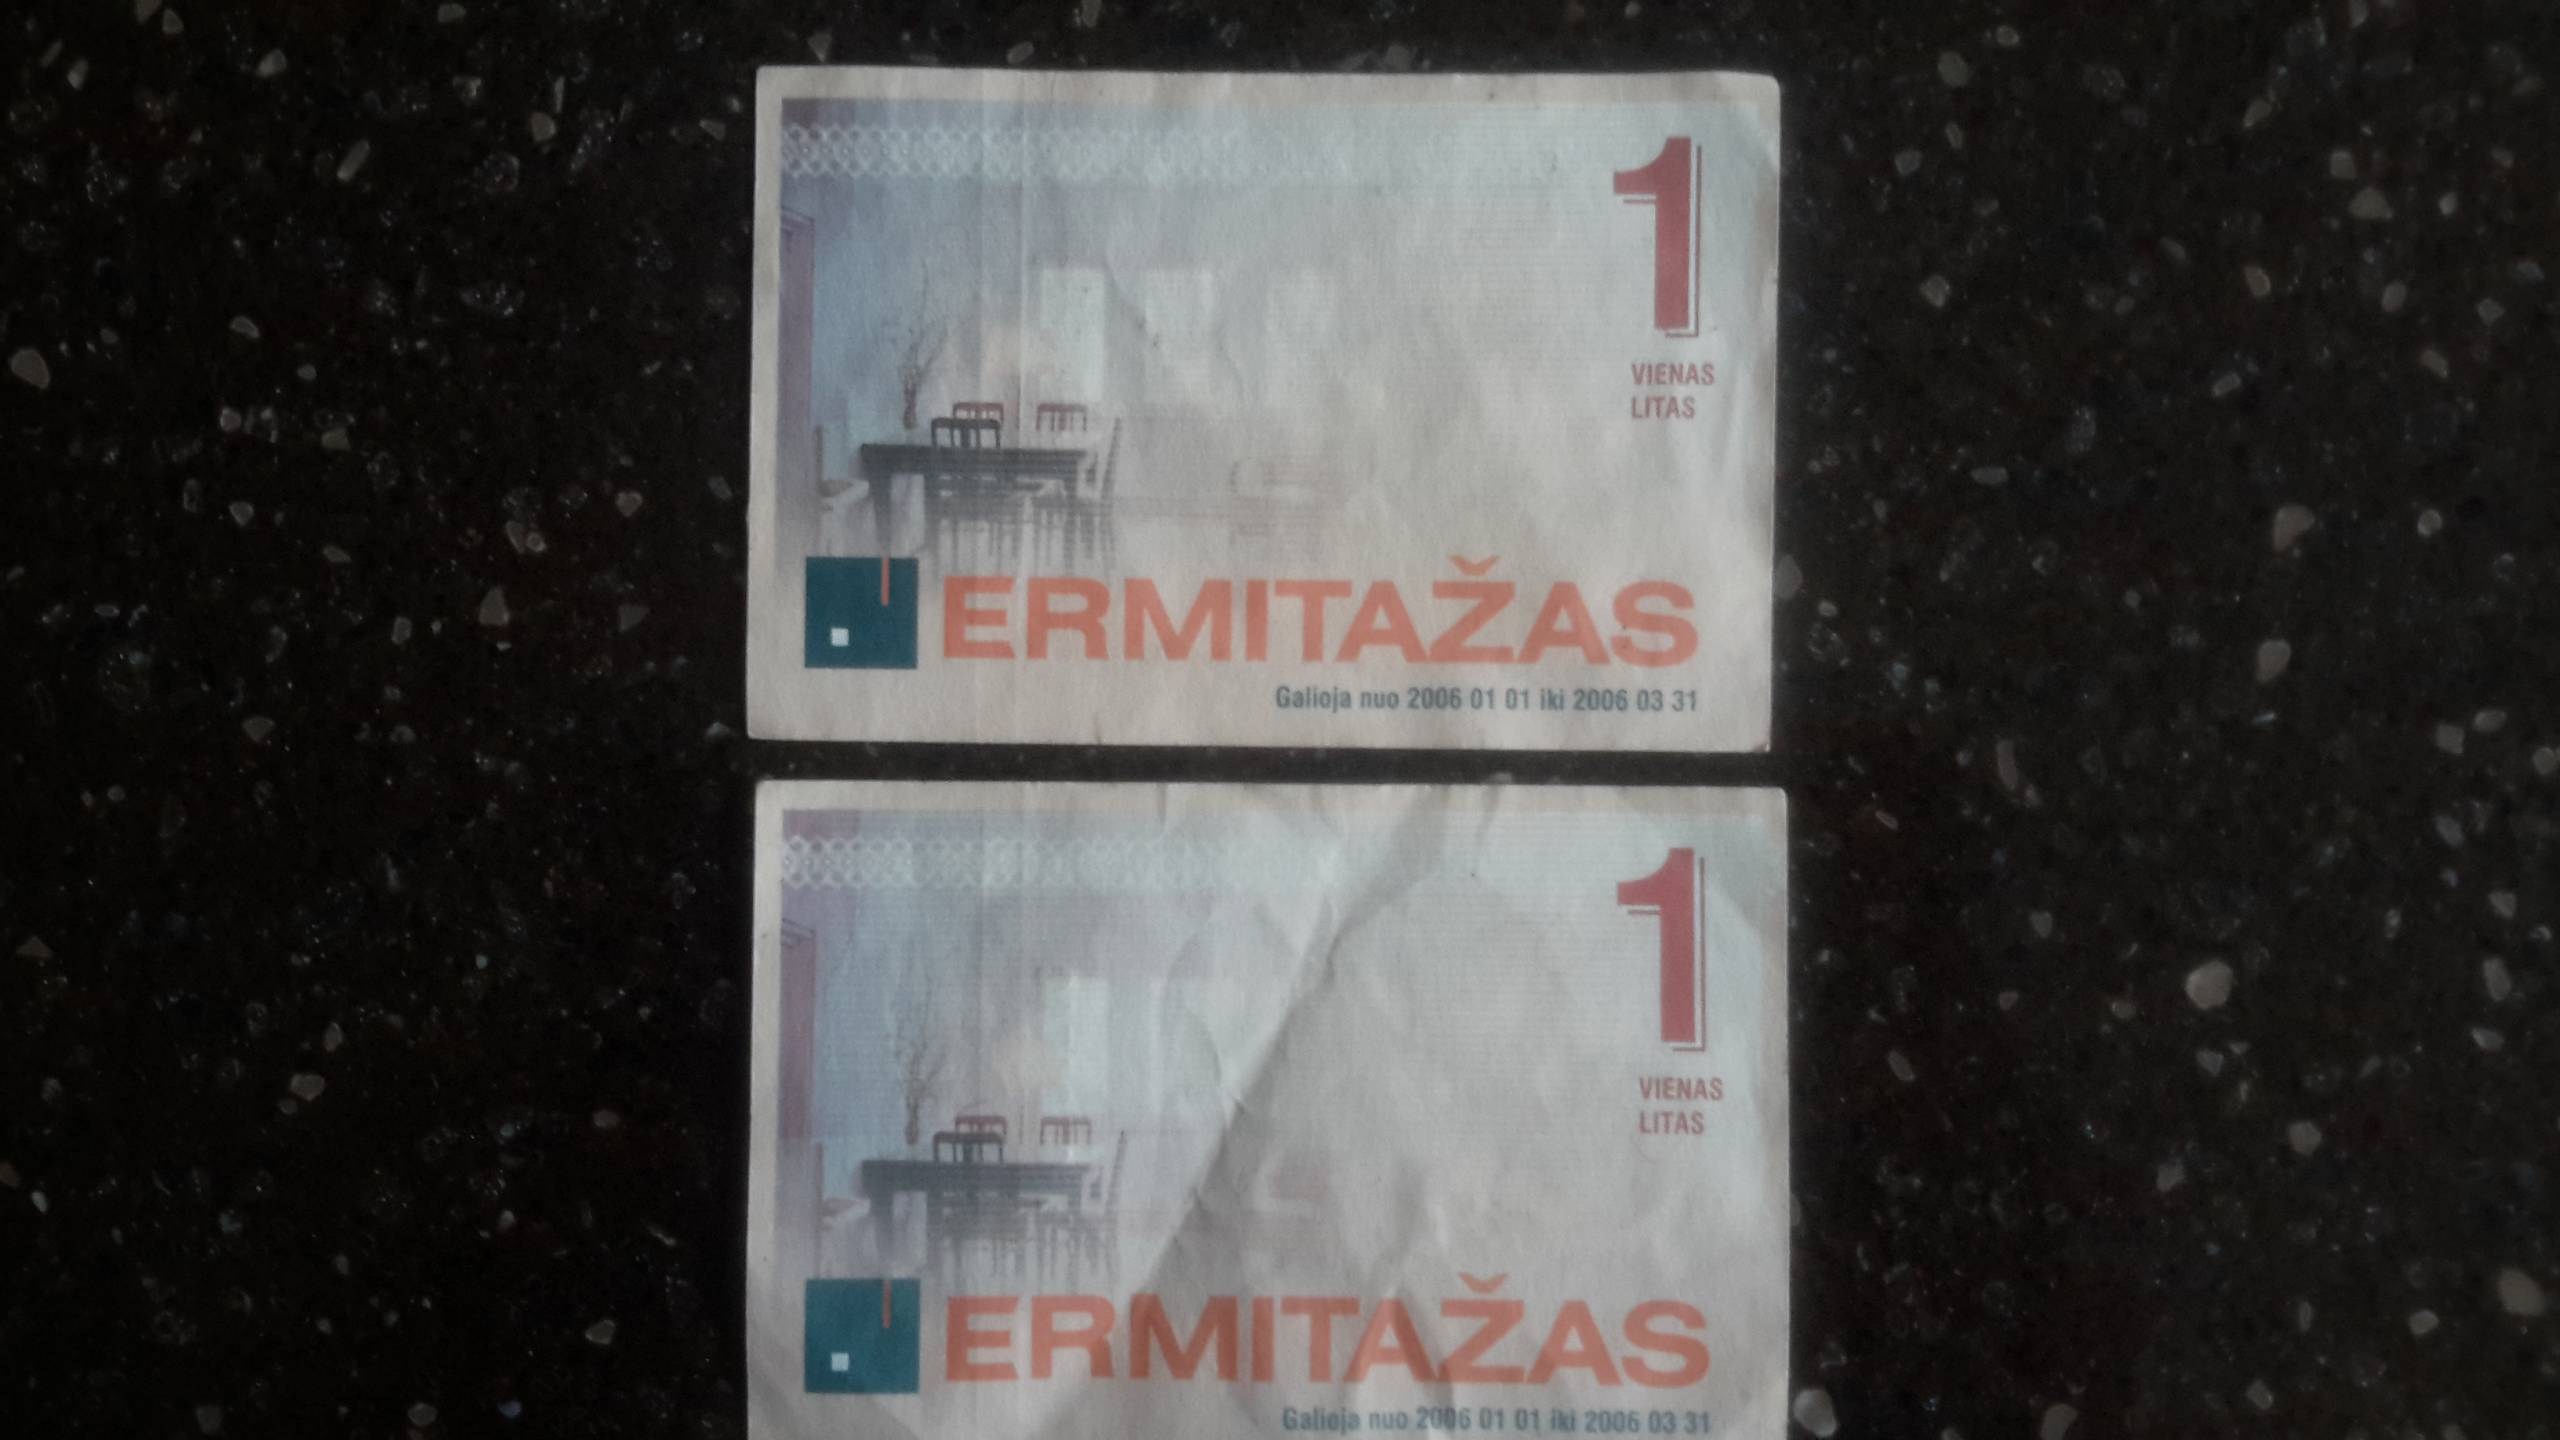 1
VIENAS
LITAS
ERMITAŽAS
Galioja nuo 2006 01 01 iki 2006 03 31
1
VIENAS
LITAS
ERMITAŽAS
Galioja nuo 2006 01 01 iki 2006 03 31